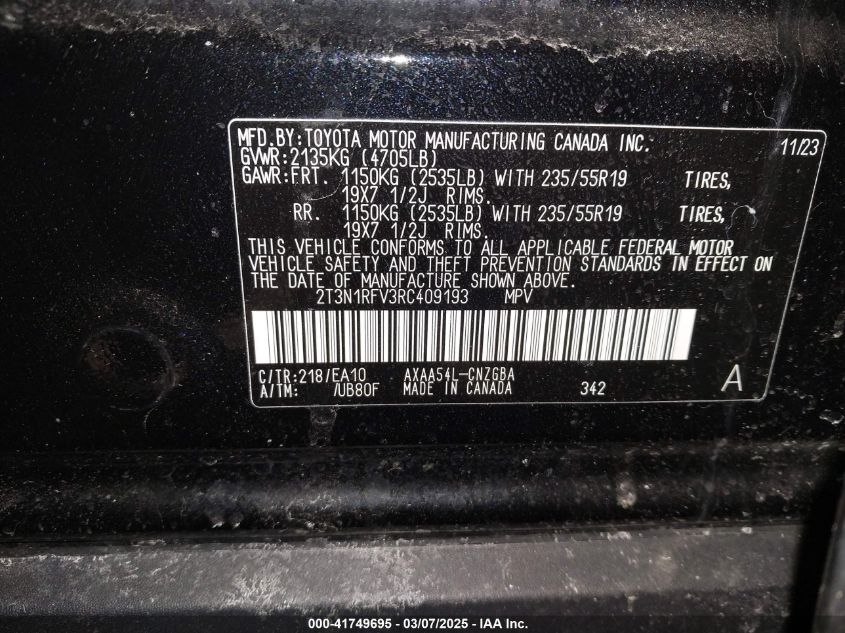 MFD.BY:TOYOTA MOTOR MANUFACTURING CANADA INC. 11/23
GVWR:2135KG (4705LB)
GAWR:FRT. 1150KG (2535LB) WITH 235/55R19 TIRES,
19X7 1/2J RIMS.
RR. 1150KG (2535LB) WITH 235/55R19 TIRES,
19X7 1/2J RIMS.
THIS VEHICLE CONFORMS TO ALL APPLICABLE FEDERAL MOTOR
VEHICLE SAFETY AND THEFT PREVENTION STANDARDS IN EFFECT ON
THE DATE OF MANUFACTURE SHOWN ABOVE.
2T3N1RFV3RC409193 MPV
C/TR:218/EA10 AXAA54L-CNZGBA
A/TM: /UB80F MADE IN CANADA 342 A
000-41749695 - 03/07/2025 - IAA Inc.